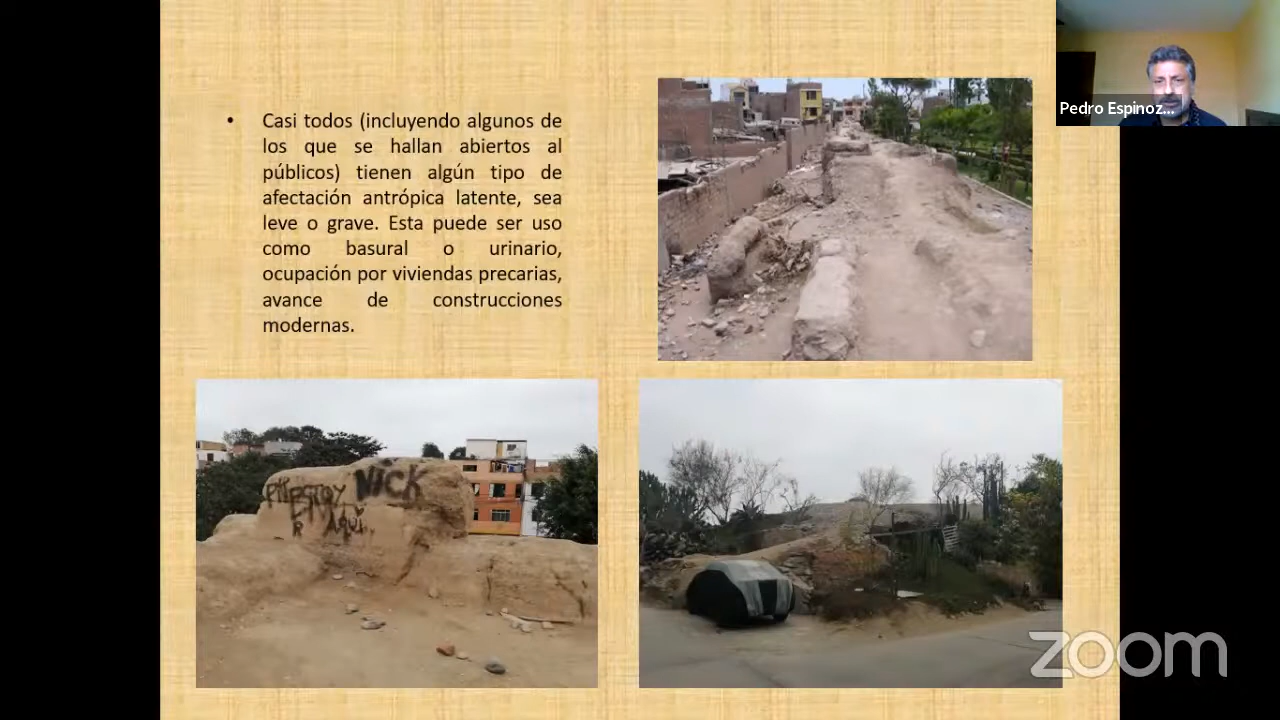 Casi todos (incluyendo algunos de
los que se hallan abiertos al
públicos) tienen algún tipo de
afectación antrópica latente, sea
leve o grave. Esta puede ser uso
como basural o urinario,
ocupación por viviendas precarias,
avance de construcciones
modernas.
Pedro Espinoz...
NICK
ESTOY
AQUI
zoom